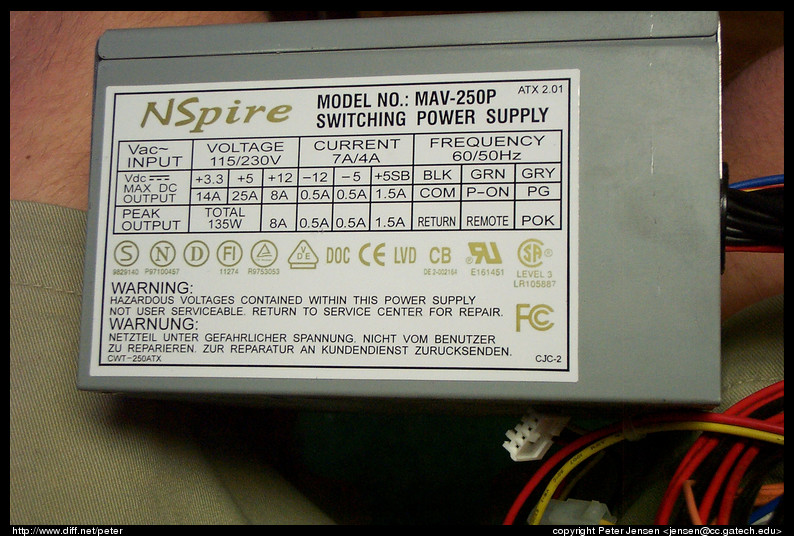 NSpire
MODEL NO.: MAV-250P
ATX 2.01
SWITCHING POWER SUPPLY
Vac~ INPUT VOLTAGE 115/230V CURRENT 7A/4A FREQUENCY 60/50Hz
Vdc MAX DC OUTPUT +3.3 +5 +12 -12 -5 +5SB BLK GRN GRY
14A 25A 8A 0.5A 0.5A 1.5A COM P-ON PG
PEAK OUTPUT TOTAL 135W 8A 0.5A 0.5A 1.5A RETURN REMOTE POK
S N D FI VDE DOC CE LVD CB ® RU SA ®
9829140 P97100457 11274 R9753053 DE 2-002184 E161451 LEVEL 3
LR105887
WARNING:
HAZARDOUS VOLTAGES CONTAINED WITHIN THIS POWER SUPPLY
NOT USER SERVICEABLE. RETURN TO SERVICE CENTER FOR REPAIR.
FC
WARNUNG:
NETZTEIL UNTER GEFAHRLICHER SPANNUNG. NICHT VOM BENUTZER
ZU REPARIEREN. ZUR REPARATUR AN KUNDENDIENST ZURUCKSENDEN.
CWT-250ATX CJC-2
http://www.diff.net/peter copyright Peter Jensen <jensen@cc.gatech.edu>